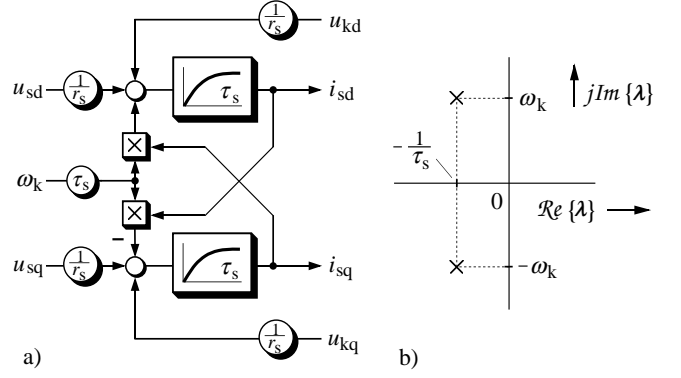 1/r_s u_kd
u_sd 1/r_s τ_s i_sd
×
ω_k τ_s
×
−
u_sq 1/r_s τ_s i_sq
1/r_s u_kq
a)
ω_k jIm {λ}
− 1/τ_s
0 Re {λ}
−ω_k
b)